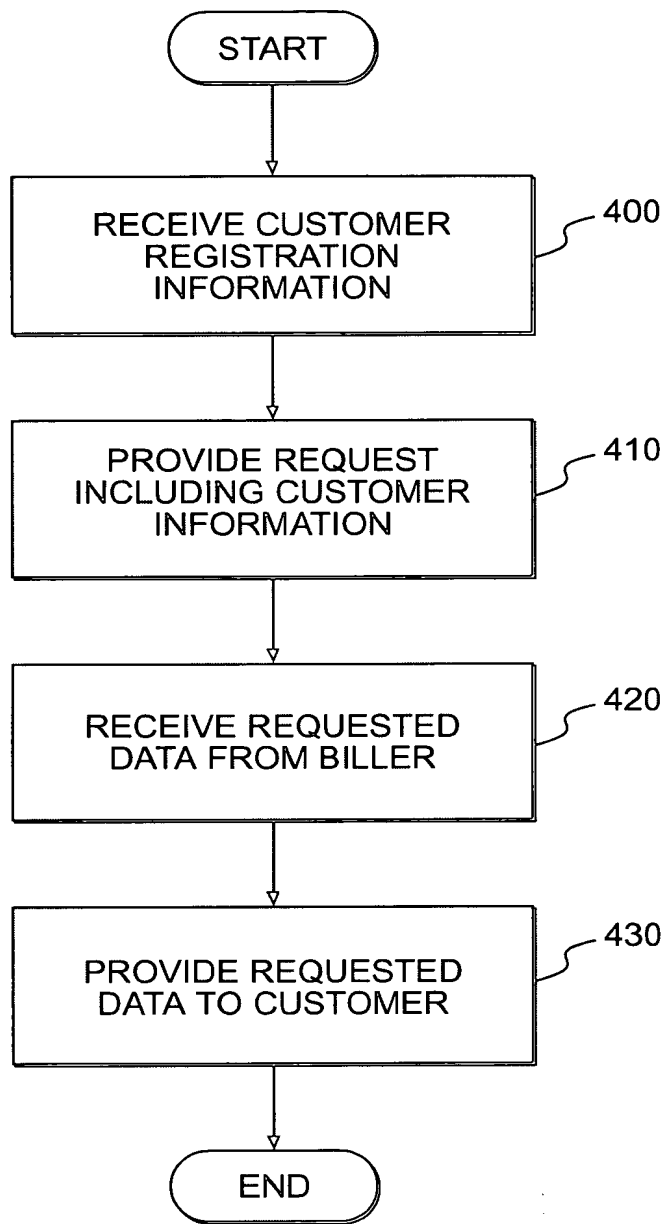 START
RECEIVE CUSTOMER
REGISTRATION
INFORMATION
400
PROVIDE REQUEST
INCLUDING CUSTOMER
INFORMATION
410
RECEIVE REQUESTED
DATA FROM BILLER
420
PROVIDE REQUESTED
DATA TO CUSTOMER
430
END